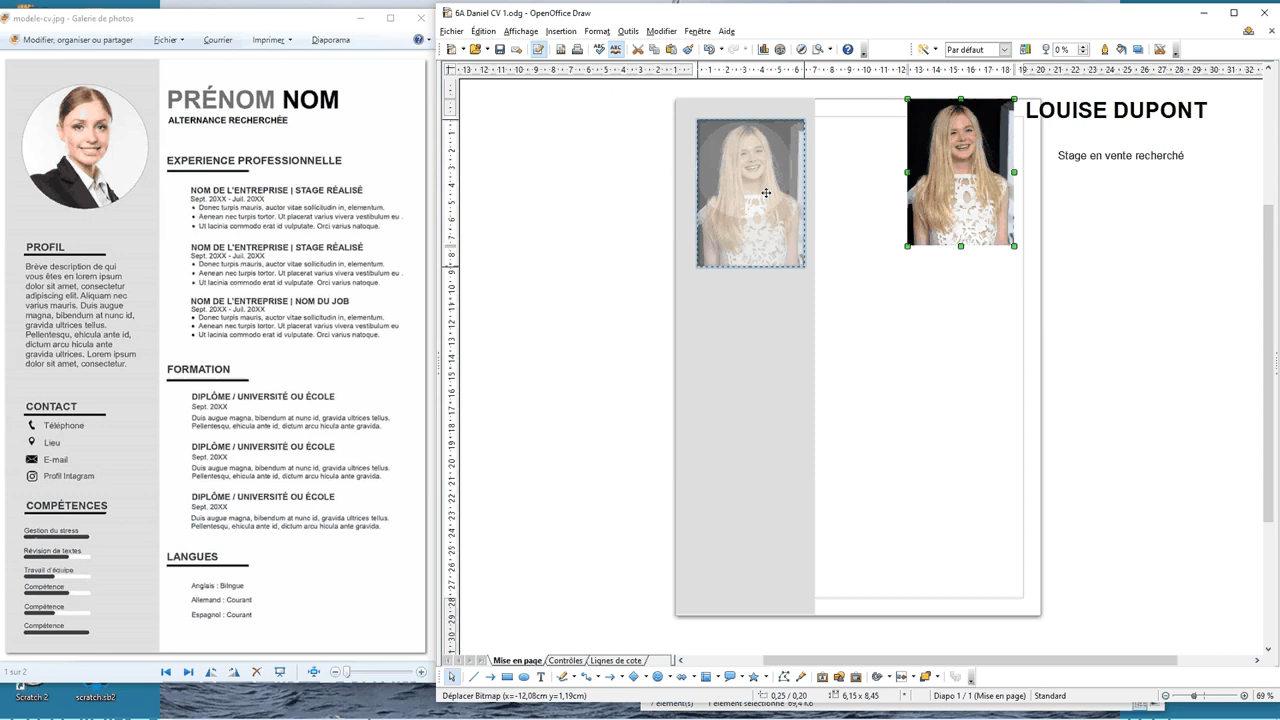 modele-cv.jpg - Galerie de photos
Modifier, organiser ou partager
Fichier
Courrier
Imprimer
Diaporama
PRÉNOM NOM
ALTERNANCE RECHERCHÉE
EXPERIENCE PROFESSIONNELLE
NOM DE L'ENTREPRISE | STAGE RÉALISÉ
Sept. 20XX - Juil. 20XX
Donec turpis mauris, auctor vitae sollicitudin in, elementum.
Aenean nec turpis tortor. Ut placerat varius vivera vestibulum eu .
Ut lacinia commodo erat id vulputate. Orci varius natoque.
NOM DE L'ENTREPRISE | STAGE RÉALISÉ
Sept. 20XX - Juil. 20XX
Donec turpis mauris, auctor vitae sollicitudin in, elementum.
Aenean nec turpis tortor. Ut placerat varius vivera vestibulum eu .
Ut lacinia commodo erat id vulputate. Orci varius natoque.
NOM DE L'ENTREPRISE | NOM DU JOB
Sept. 20XX - Juil. 20XX
Donec turpis mauris, auctor vitae sollicitudin in, elementum.
Aenean nec turpis tortor. Ut placerat varius vivera vestibulum eu
Ut lacinia commodo erat id vulputate. Orci varius natoque.
FORMATION
DIPLÔME / UNIVERSITÉ OU ÉCOLE
Sept. 20XX
Duis augue magna, bibendum at nunc id, gravida ultrices tellus.
Pellentesqu, ehicula ante id, dictum arcu hicula ante gravida.
DIPLÔME / UNIVERSITÉ OU ÉCOLE
Sept. 20XX
Duis augue magna, bibendum at nunc id, gravida ultrices tellus.
Pellentesqu, ehicula ante id, dictum arcu hicula ante gravida.
DIPLÔME / UNIVERSITÉ OU ÉCOLE
Sept. 20XX
Duis augue magna, bibendum at nunc id, gravida ultrices tellus.
Pellentesqu, ehicula ante id, dictum arcu hicula ante gravida.
LANGUES
Anglais : Bilingue
Allemand : Courant
Espagnol : Courant
PROFIL
Brève description de qui
vous êtes en lorem ipsum
dolor sit amet, consectetur
adipiscing elit. Aliquam nec
varius mauris. Duis augue
magna, bibendum at nunc id,
gravida ultrices tellus.
Pellentesqu, ehicula ante id,
dictum arcu hicula ante
gravida ultrices. Lorem ipsum
dolor sit amet, consectetur.
CONTACT
Téléphone
Lieu
E-mail
Profil Intagram
COMPÉTENCES
Gestion du stress
Révision de textes
Travail d'équipe
Compétence
Compétence
Compétence
1 sur 2
Scratch 2
scratch.sb2
6A Daniel CV 1.odg - OpenOffice Draw
Fichier Édition Affichage Insertion Format Outils Modifier Fenêtre Aide
Par défaut
0 %
LOUISE DUPONT
Stage en vente recherché
Mise en page
Contrôles
Lignes de cote
Déplacer Bitmap (x=-12,08cm y=1,19cm)
0,25 / 0,20
6,15 x 8,45
*
Diapo 1 / 1 (Mise en page)
Standard
69 %